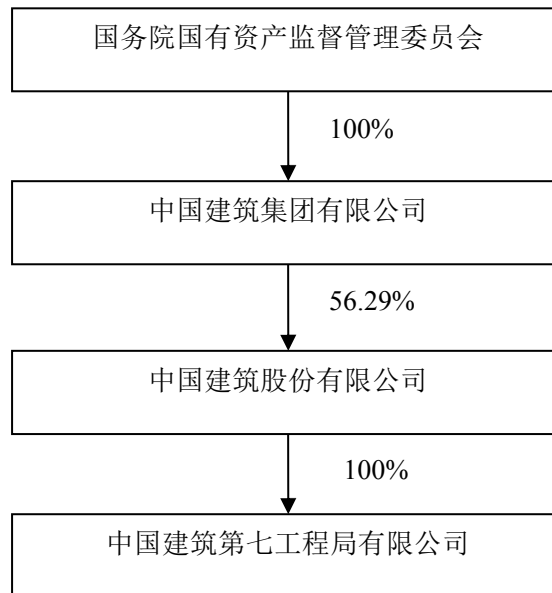 国务院国有资产监督管理委员会
100%
中国建筑集团有限公司
56.29%
中国建筑股份有限公司
100%
中国建筑第七工程局有限公司